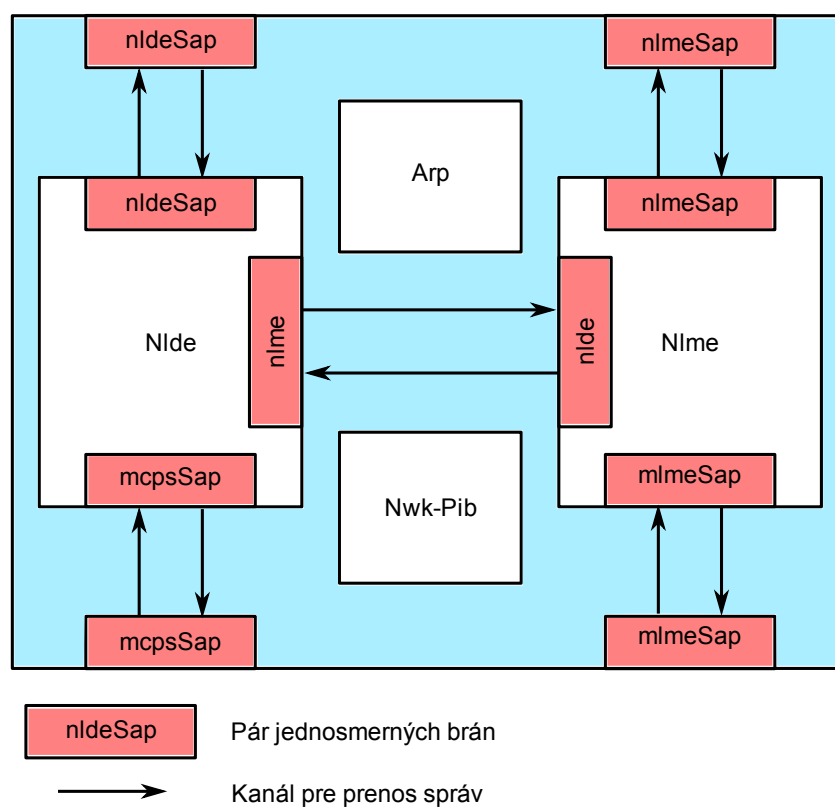 nldeSap
nlmeSap
Arp
nldeSap
nlmeSap
nlme
nlde
Nlde
Nlme
mcpsSap
mlmeSap
Nwk-Pib
mcpsSap
mlmeSap
nldeSap
Pár jednosmerných brán
Kanál pre prenos správ